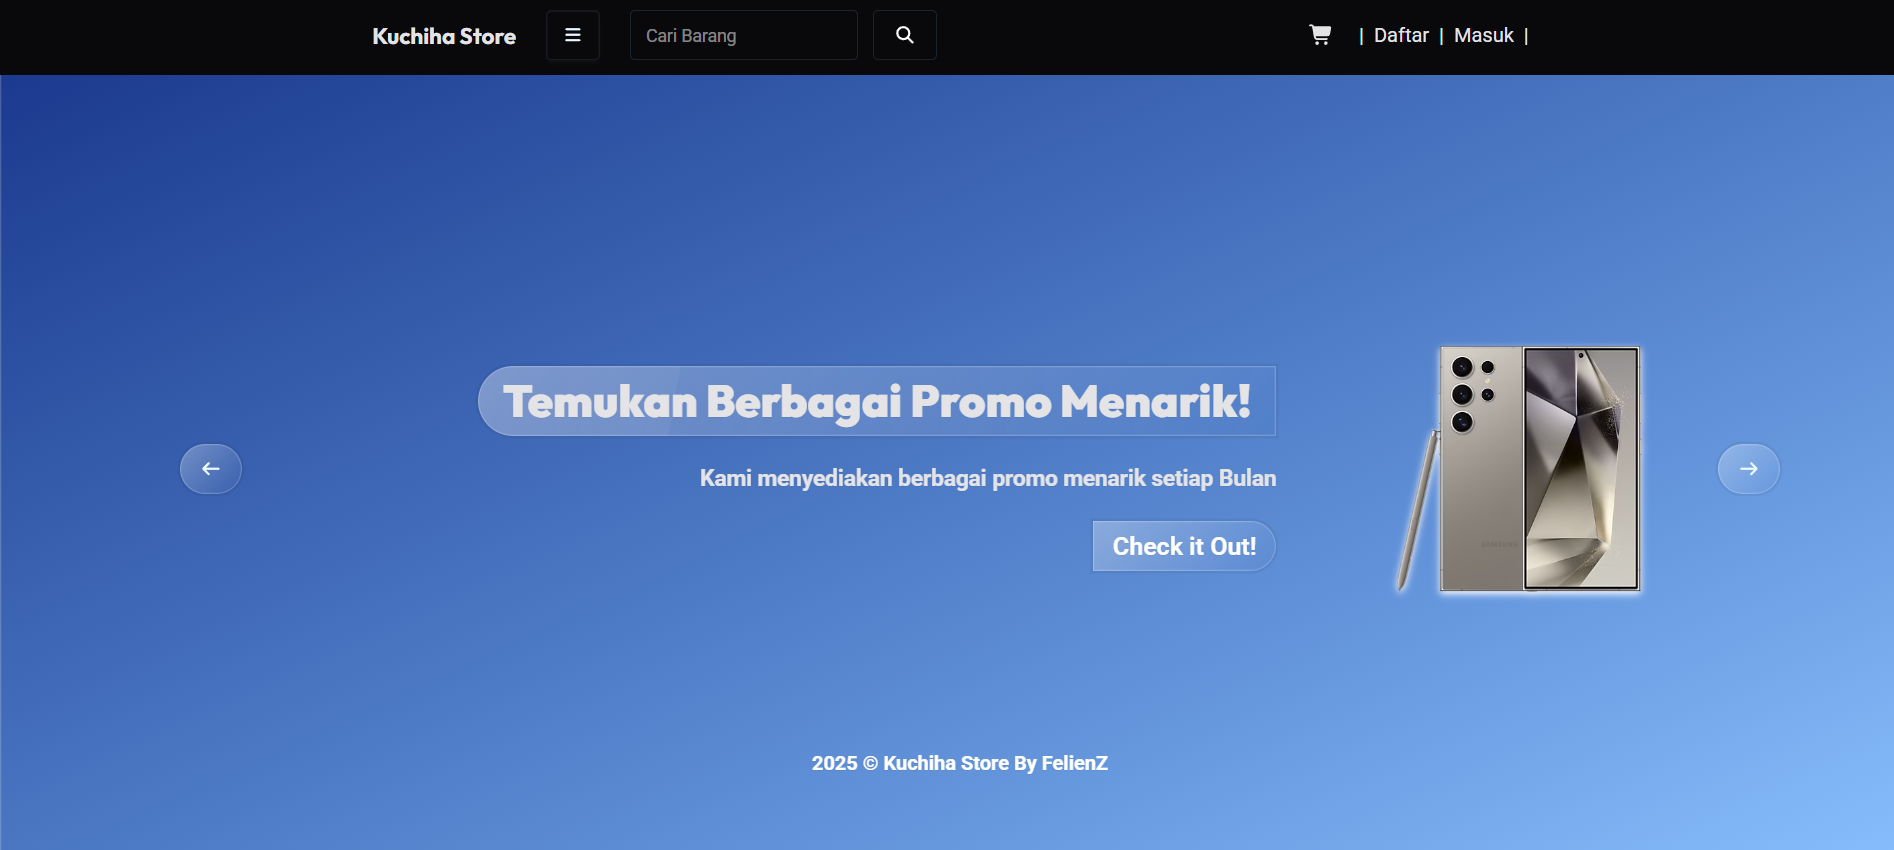 Kuchiha Store
Cari Barang
| Daftar | Masuk |
Temukan Berbagai Promo Menarik!
Kami menyediakan berbagai promo menarik setiap Bulan
Check it Out!
SAMSUNG
2025 © Kuchiha Store By FelienZ